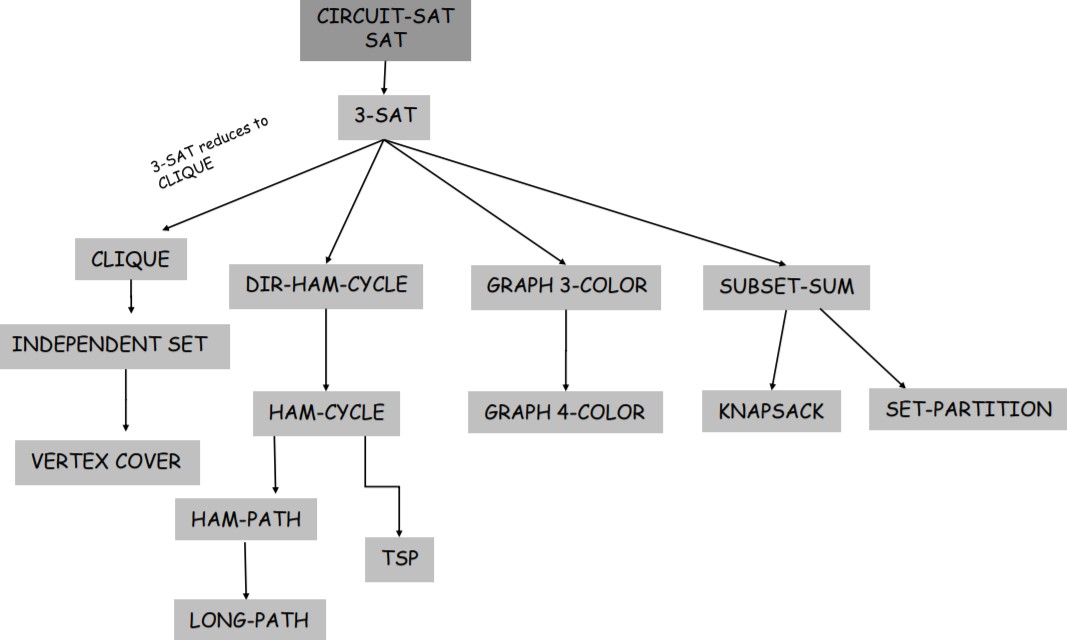 CIRCUIT-SAT
SAT
3-SAT
3-SAT reduces to
CLIQUE
CLIQUE
DIR-HAM-CYCLE
GRAPH 3-COLOR
SUBSET-SUM
INDEPENDENT SET
HAM-CYCLE
GRAPH 4-COLOR
KNAPSACK
SET-PARTITION
VERTEX COVER
HAM-PATH
TSP
LONG-PATH